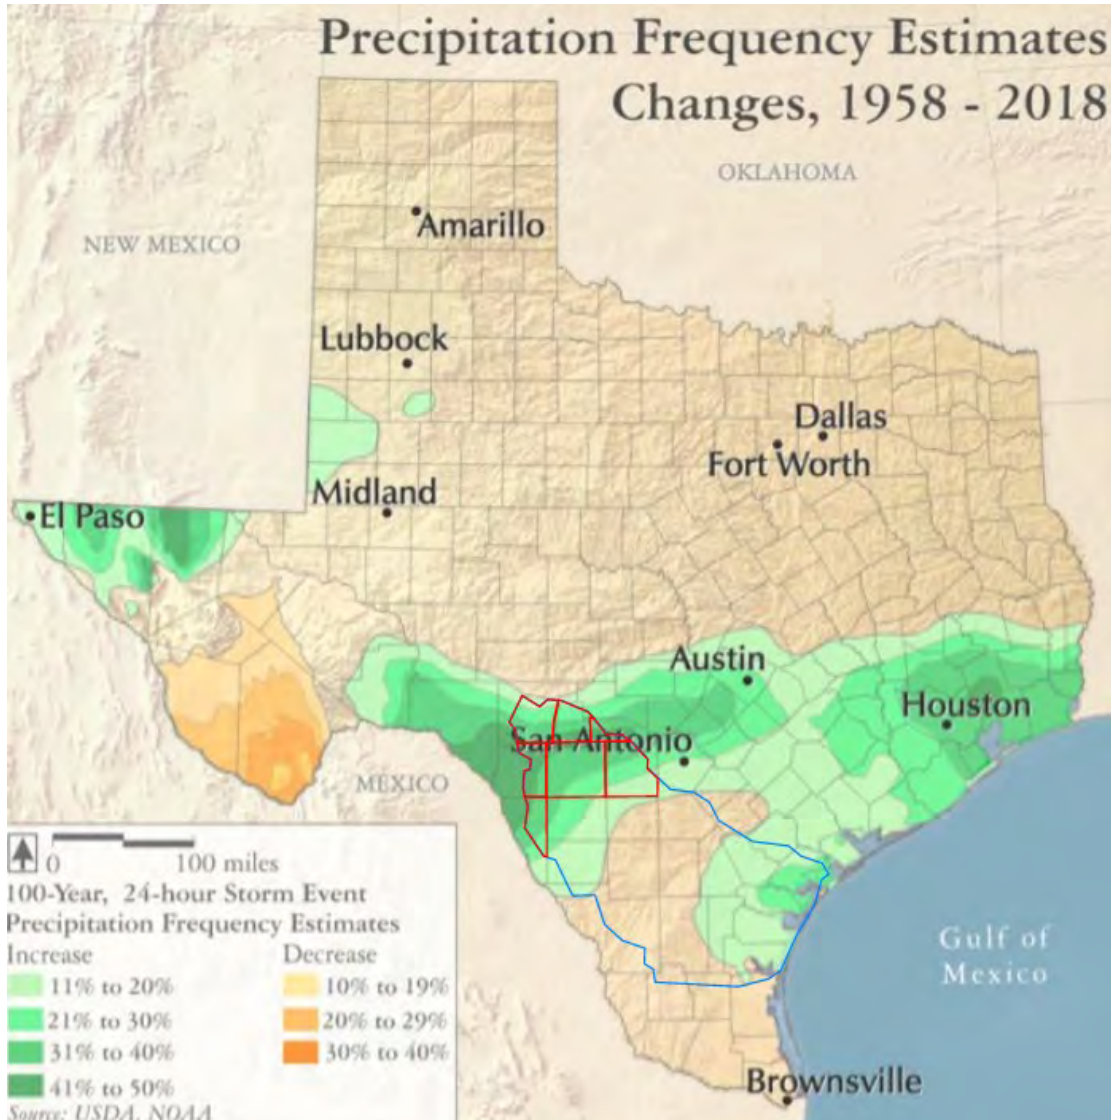 Precipitation Frequency Estimates
Changes, 1958 - 2018
OKLAHOMA
Amarillo
NEW MEXICO
Lubbock
Dallas
Fort Worth
Midland
El Paso
Austin
Houston
San Antonio
MEXICO
0 100 miles
100-Year, 24-hour Storm Event
Precipitation Frequency Estimates
Increase Decrease
11% to 20% 10% to 19%
21% to 30% 20% to 29%
31% to 40% 30% to 40%
41% to 50%
Source: USDA, NOAA
Gulf of
Mexico
Brownsville